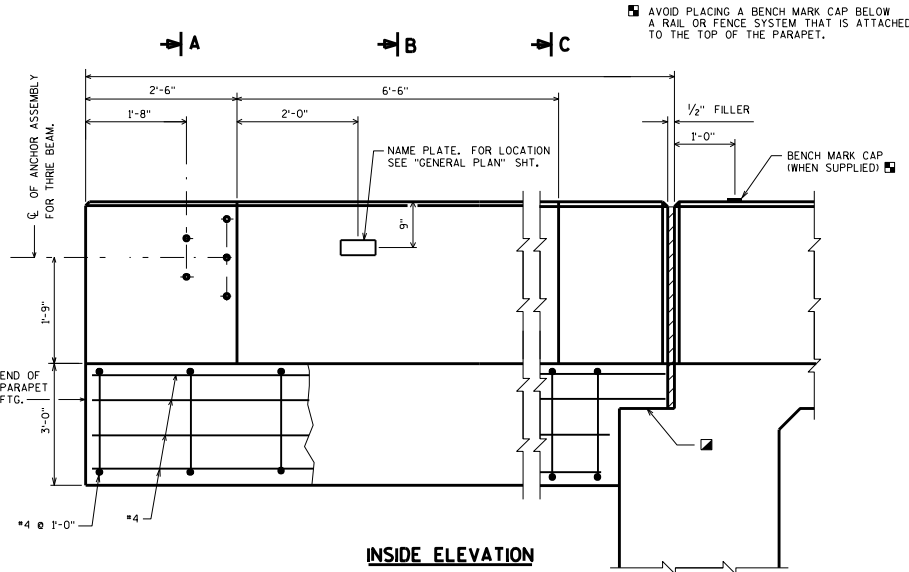 AVOID PLACING A BENCH MARK CAP BELOW
A RAIL OR FENCE SYSTEM THAT IS ATTACHED
TO THE TOP OF THE PARAPET.
A
B
C
2'-6"
6'-6"
1/2" FILLER
1'-8"
2'-0"
1'-0"
℄ OF ANCHOR ASSEMBLY
FOR THRIE BEAM.
NAME PLATE. FOR LOCATION
SEE "GENERAL PLAN" SHT.
BENCH MARK CAP
(WHEN SUPPLIED)
9"
1'-9"
END OF
PARAPET
FTG.
3'-0"
#4 @ 1'-0"
#4
INSIDE ELEVATION